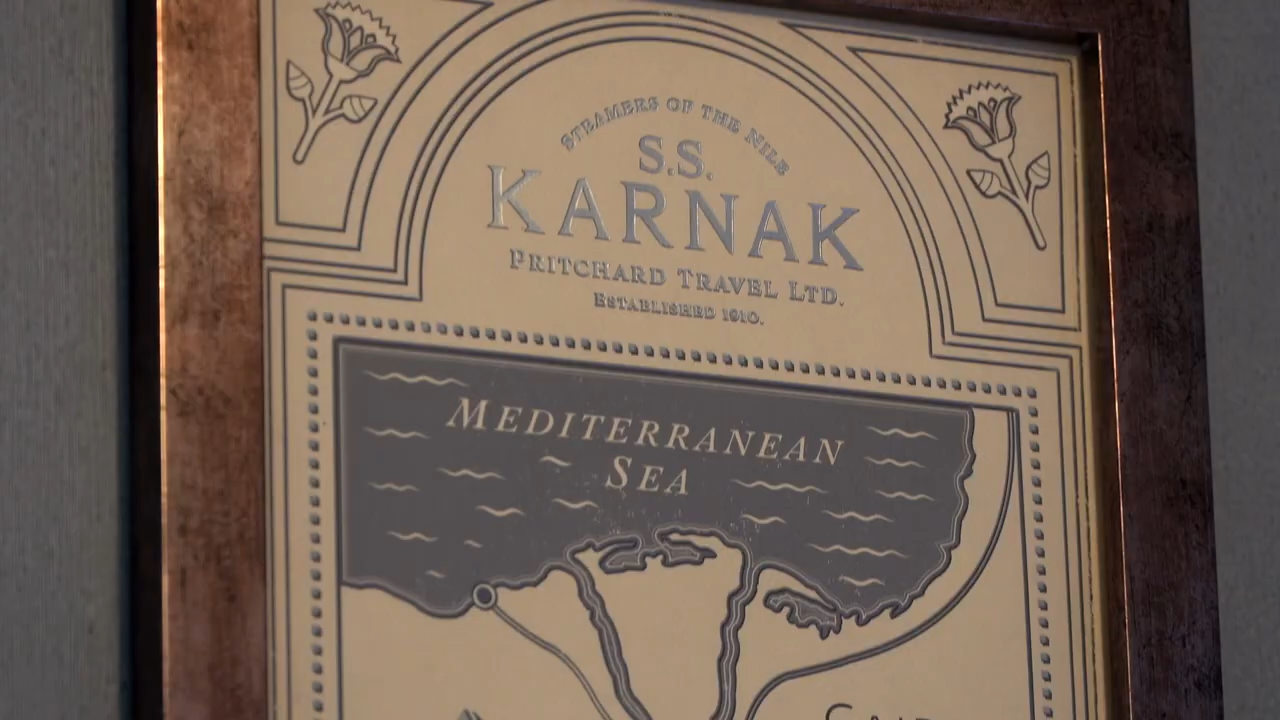 STEAMERS OF THE NILE
S.S.
KARNAK
PRITCHARD TRAVEL LTD.
ESTABLISHED 1910.
MEDITERRANEAN
SEA